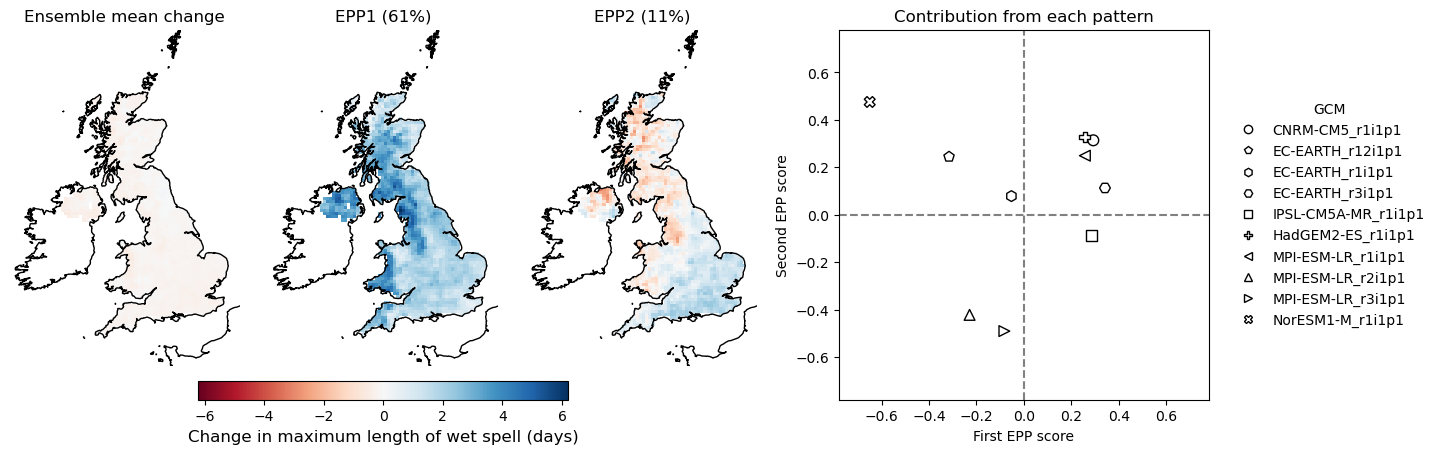 Ensemble mean change
EPP1 (61%)
EPP2 (11%)
−6 −4 −2 0 2 4 6
Change in maximum length of wet spell (days)
Contribution from each pattern
Second EPP score
0.6
0.4
0.2
0.0
−0.2
−0.4
−0.6
−0.6 −0.4 −0.2 0.0 0.2 0.4 0.6
First EPP score
GCM
CNRM-CM5_r1i1p1
EC-EARTH_r12i1p1
EC-EARTH_r1i1p1
EC-EARTH_r3i1p1
IPSL-CM5A-MR_r1i1p1
HadGEM2-ES_r1i1p1
MPI-ESM-LR_r1i1p1
MPI-ESM-LR_r2i1p1
MPI-ESM-LR_r3i1p1
NorESM1-M_r1i1p1